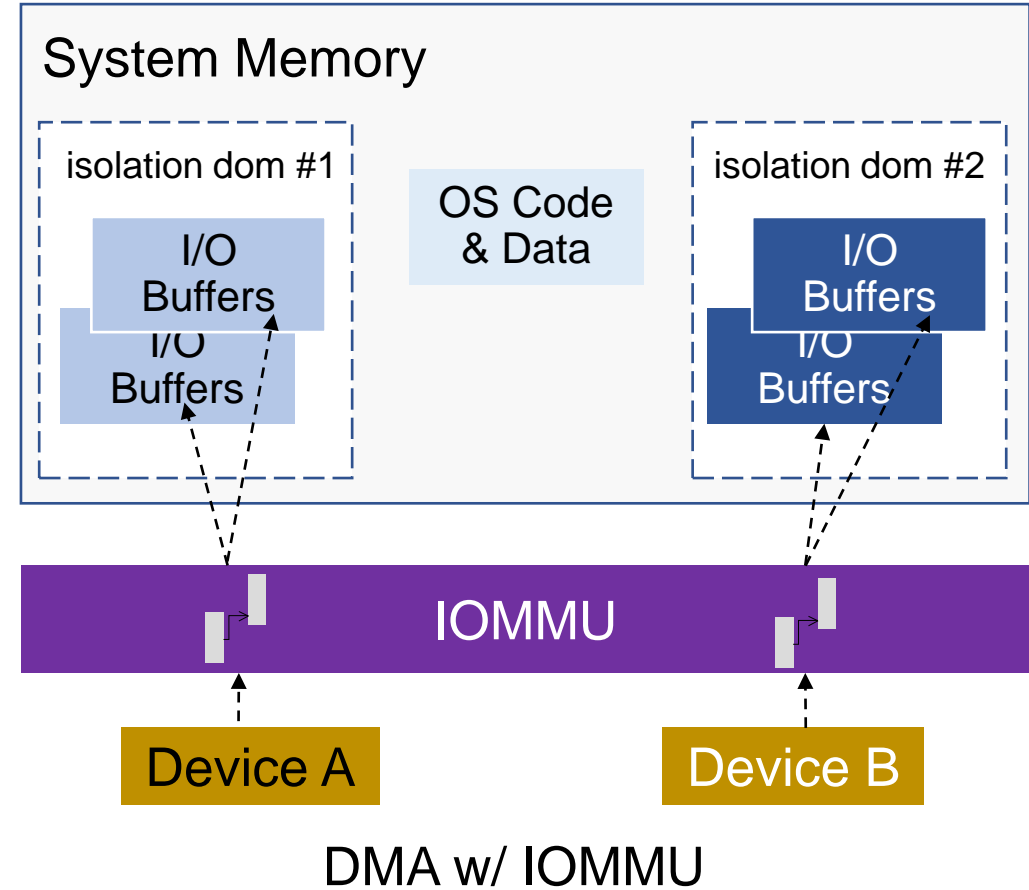 System Memory
isolation dom #1
I/O
Buffers
I/O
Buffers
OS Code
& Data
isolation dom #2
I/O
Buffers
I/O
Buffers
IOMMU
Device A
Device B
DMA w/ IOMMU